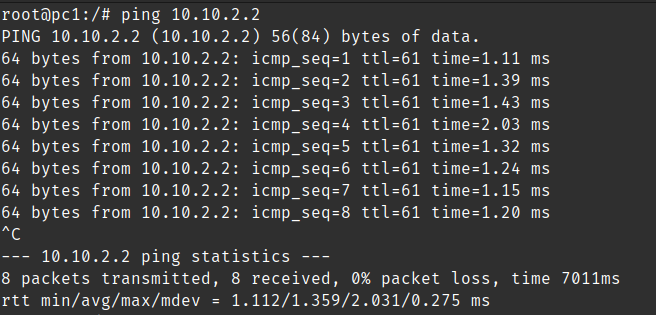 root@pc1:/# ping 10.10.2.2
PING 10.10.2.2 (10.10.2.2) 56(84) bytes of data.
64 bytes from 10.10.2.2: icmp_seq=1 ttl=61 time=1.11 ms
64 bytes from 10.10.2.2: icmp_seq=2 ttl=61 time=1.39 ms
64 bytes from 10.10.2.2: icmp_seq=3 ttl=61 time=1.43 ms
64 bytes from 10.10.2.2: icmp_seq=4 ttl=61 time=2.03 ms
64 bytes from 10.10.2.2: icmp_seq=5 ttl=61 time=1.32 ms
64 bytes from 10.10.2.2: icmp_seq=6 ttl=61 time=1.24 ms
64 bytes from 10.10.2.2: icmp_seq=7 ttl=61 time=1.15 ms
64 bytes from 10.10.2.2: icmp_seq=8 ttl=61 time=1.20 ms
^C
--- 10.10.2.2 ping statistics ---
8 packets transmitted, 8 received, 0% packet loss, time 7011ms
rtt min/avg/max/mdev = 1.112/1.359/2.031/0.275 ms